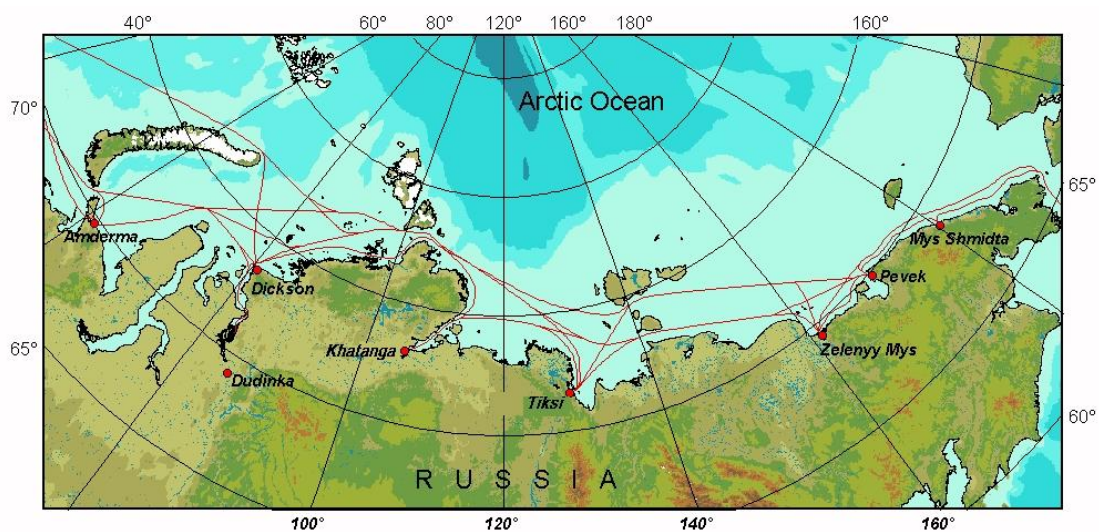 40° 60° 80° 120° 160° 180° 160°
70°
Arctic Ocean
65°
Amderma
Mys Shmidta
Dickson
Pevek
65°
Khatanga
Zelenyy Mys
Dudinka
Tiksi
60°
RUSSIA
100° 120° 140° 160°